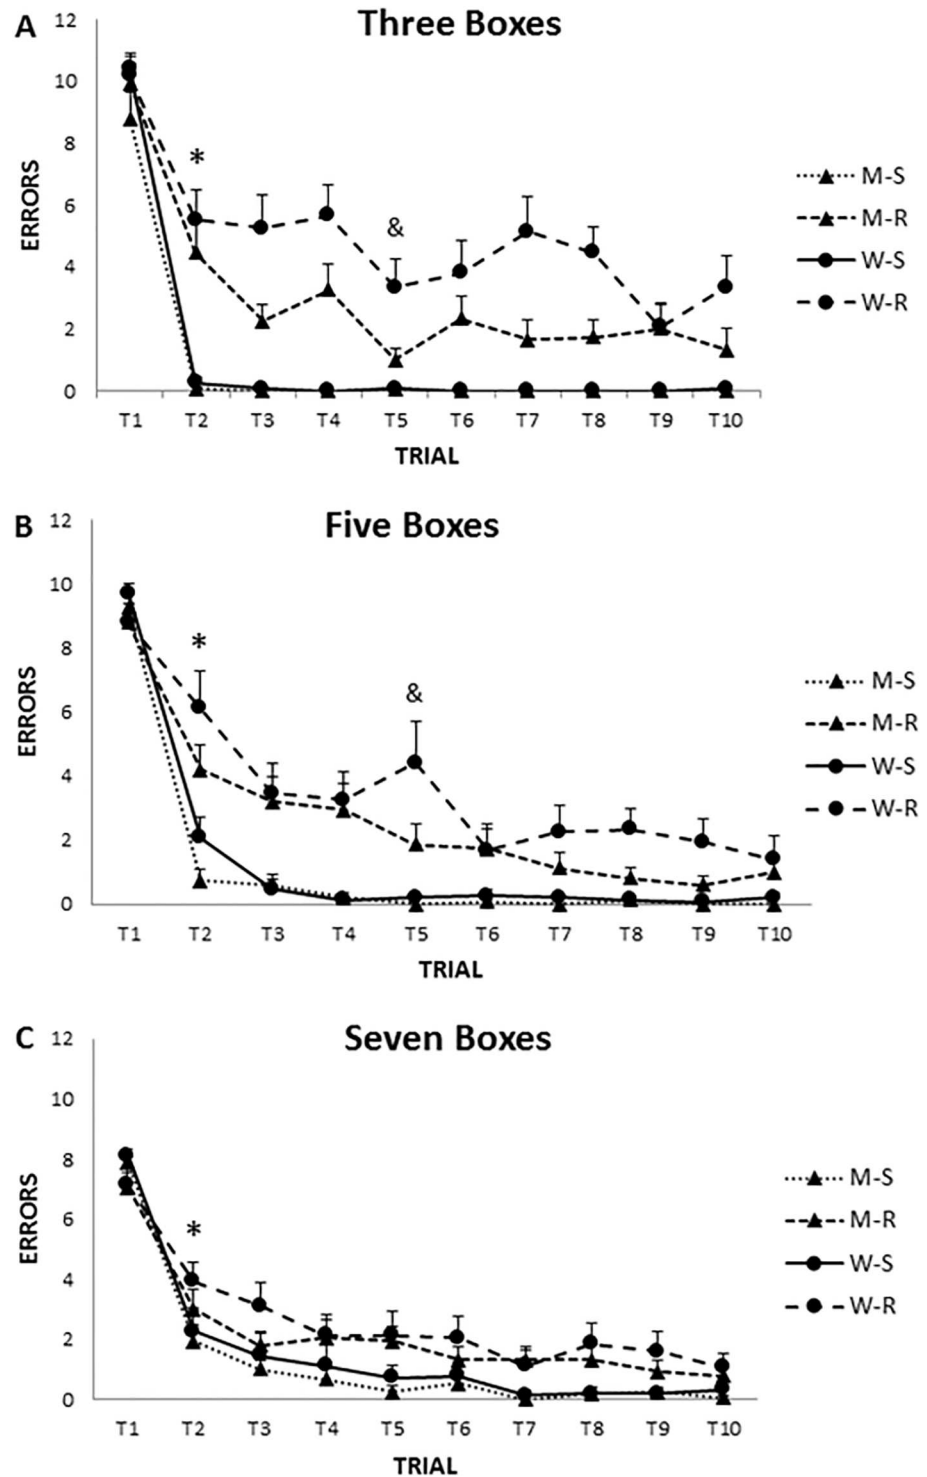 A
Three Boxes
12
10
8
6
4
2
0
ERRORS
*
&
T1 T2 T3 T4 T5 T6 T7 T8 T9 T10
TRIAL
M-S
M-R
W-S
W-R
B
Five Boxes
12
10
8
6
4
2
0
ERRORS
*
&
T1 T2 T3 T4 T5 T6 T7 T8 T9 T10
TRIAL
M-S
M-R
W-S
W-R
C
Seven Boxes
12
10
8
6
4
2
0
ERRORS
*
T1 T2 T3 T4 T5 T6 T7 T8 T9 T10
TRIAL
M-S
M-R
W-S
W-R